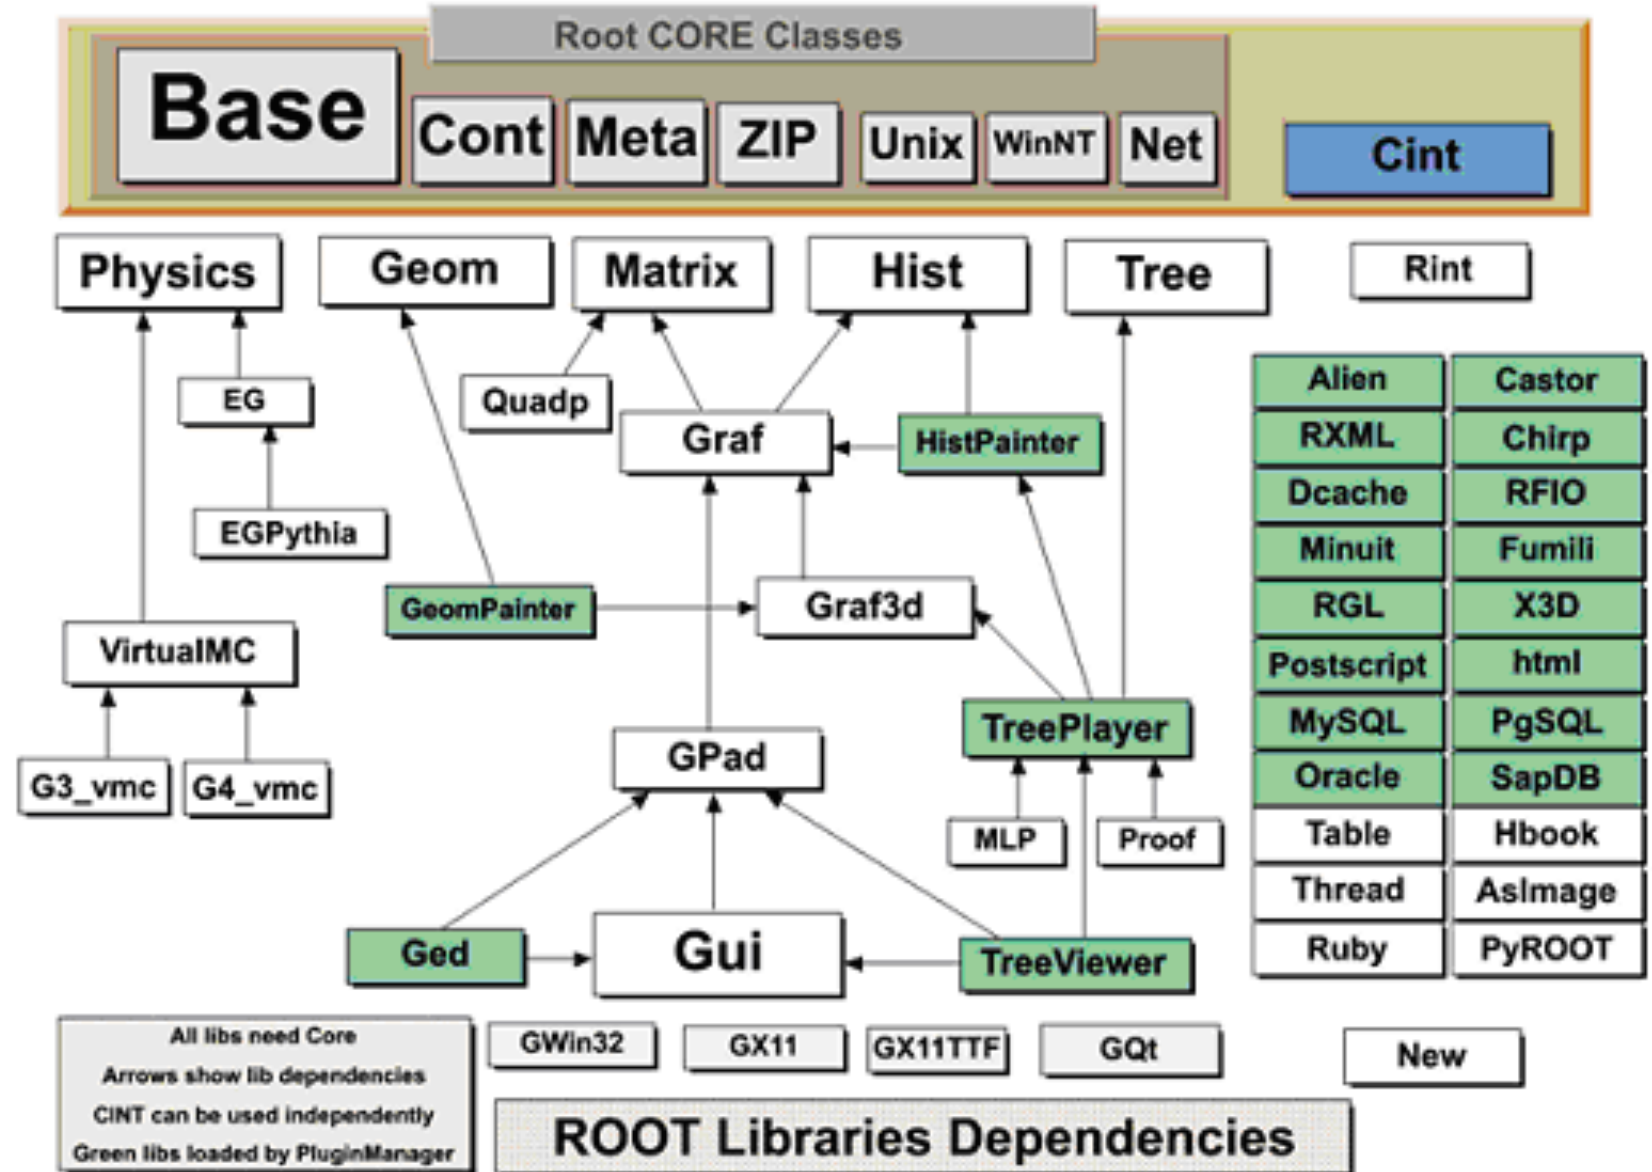 Root CORE Classes
Base
Cont
Meta
ZIP
Unix
WinNT
Net
Cint
Physics
Geom
Matrix
Hist
Tree
Rint
EG
Quadp
Graf
HistPainter
EGPythia
GeomPainter
Graf3d
VirtualMC
TreePlayer
GPad
G3_vmc
G4_vmc
MLP
Proof
Ged
Gui
TreeViewer
Alien
Castor
RXML
Chirp
Dcache
RFIO
Minuit
Fumili
RGL
X3D
Postscript
html
MySQL
PgSQL
Oracle
SapDB
Table
Hbook
Thread
AsImage
Ruby
PyROOT
All libs need Core
Arrows show lib dependencies
CINT can be used independently
Green libs loaded by PluginManager
GWin32
GX11
GX11TTF
GQt
New
ROOT Libraries Dependencies